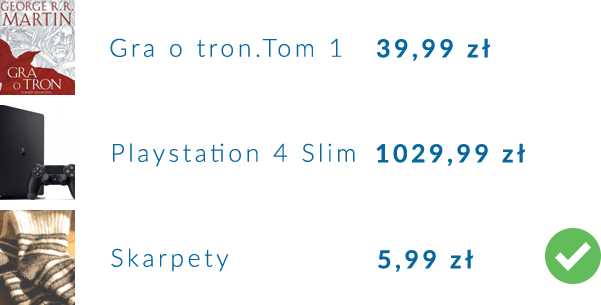 GEORGE R.R.
MARTIN
GRA
O TRON
Gra o tron.Tom 1 39,99 zł
Playstation 4 Slim 1029,99 zł
Skarpety 5,99 zł